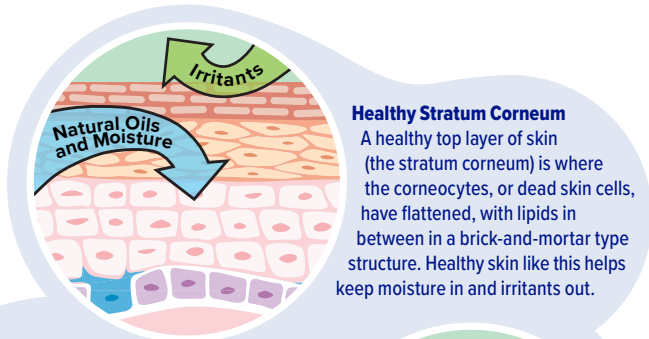 Irritants
Natural Oils
and Moisture
Healthy Stratum Corneum
A healthy top layer of skin
(the stratum corneum) is where
the corneocytes, or dead skin cells,
have flattened, with lipids in
between in a brick-and-mortar type
structure. Healthy skin like this helps
keep moisture in and irritants out.